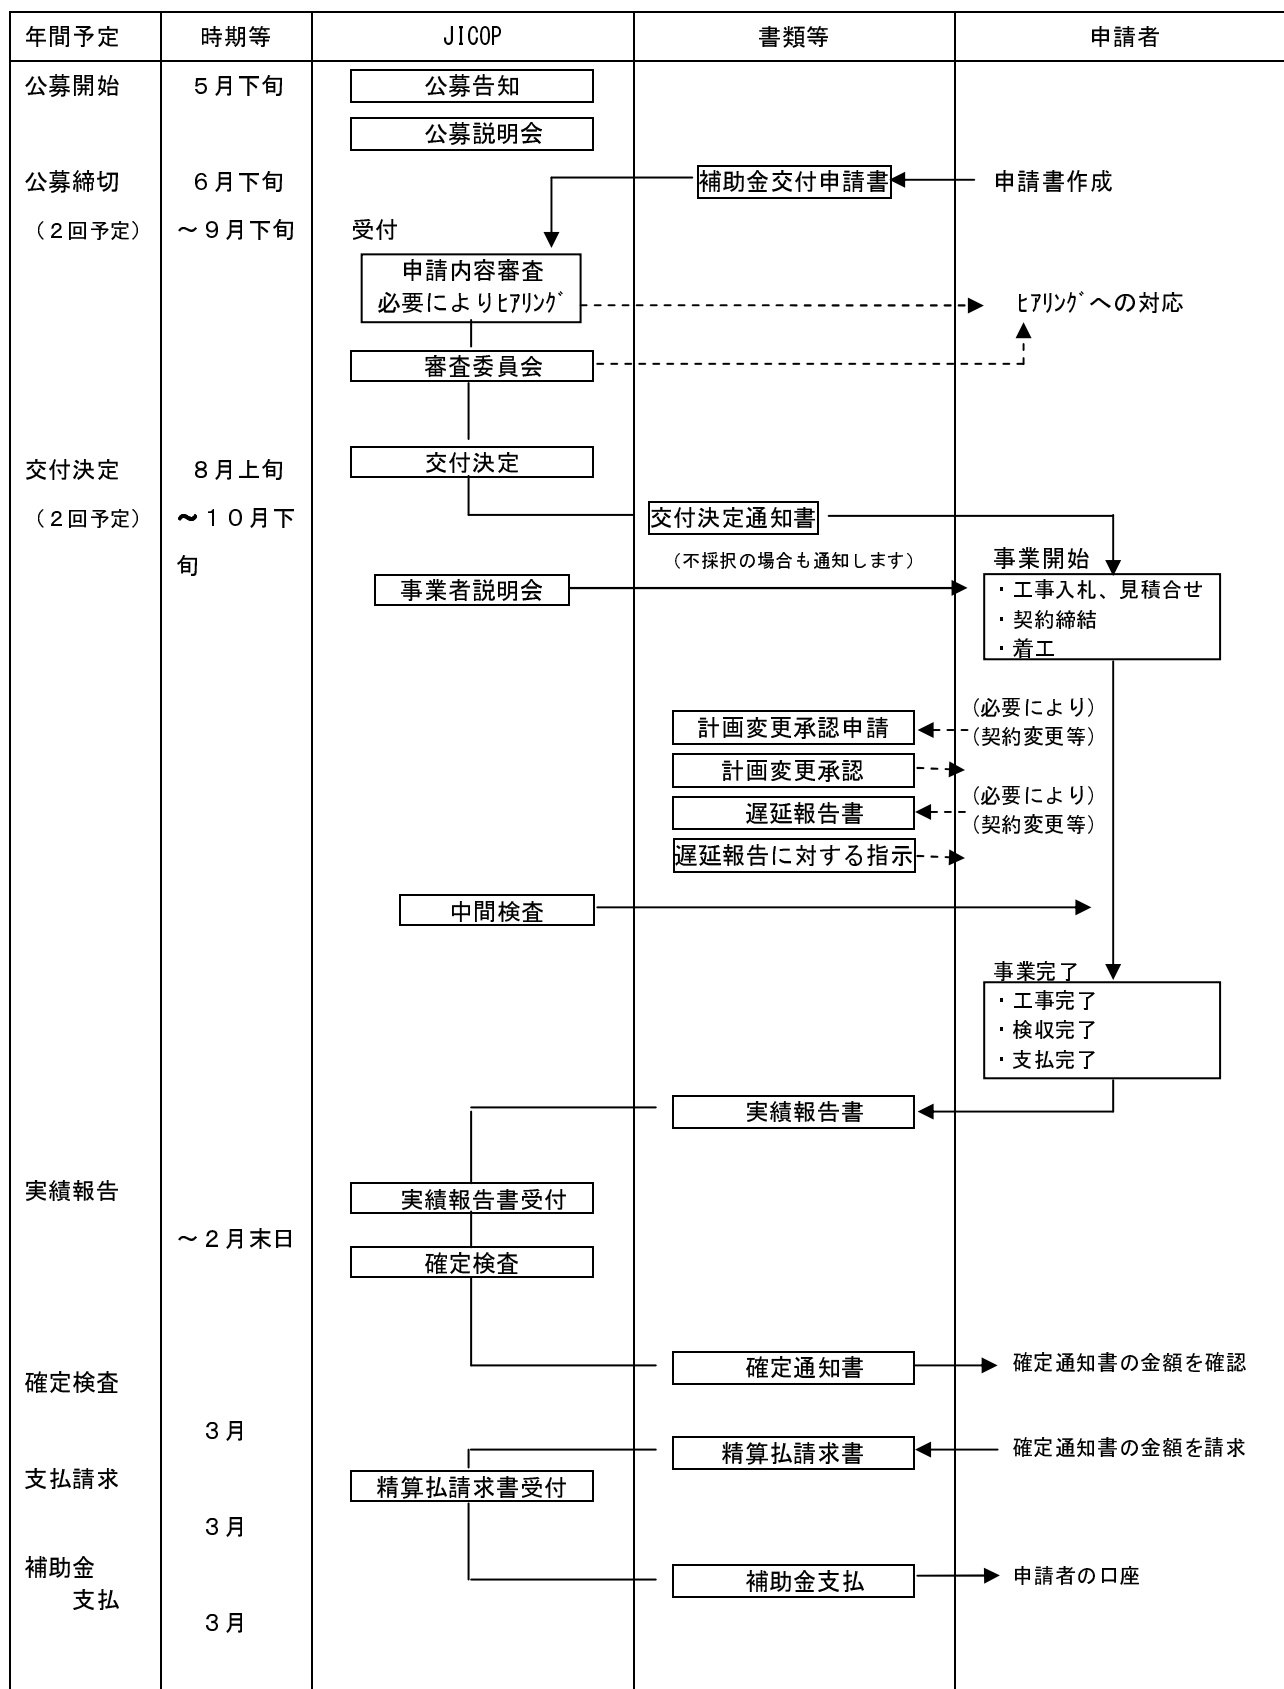 年間予定 時期等 JICOP 書類等 申請者
公募開始 ５月下旬 公募告知
公募説明会
公募締切 ６月下旬 補助金交付申請書 申請書作成
（２回予定） ～９月下旬 受付
申請内容審査
必要によりﾋｱﾘﾝｸﾞ ﾋｱﾘﾝｸﾞへの対応
審査委員会
交付決定 ８月上旬 交付決定
（２回予定） ～１０月下 交付決定通知書
旬 （不採択の場合も通知します） 事業開始
事業者説明会 ・工事入札、見積合せ
・契約締結
・着工
(必要により)
計画変更承認申請 (契約変更等)
計画変更承認
(必要により)
遅延報告書 (契約変更等)
遅延報告に対する指示
中間検査
事業完了
・工事完了
・検収完了
・支払完了
実績報告書
実績報告 実績報告書受付
～２月末日
確定検査
確定通知書 確定通知書の金額を確認
確定検査
３月
精算払請求書 確定通知書の金額を請求
支払請求 精算払請求書受付
３月
補助金 補助金支払 申請者の口座
支払
３月